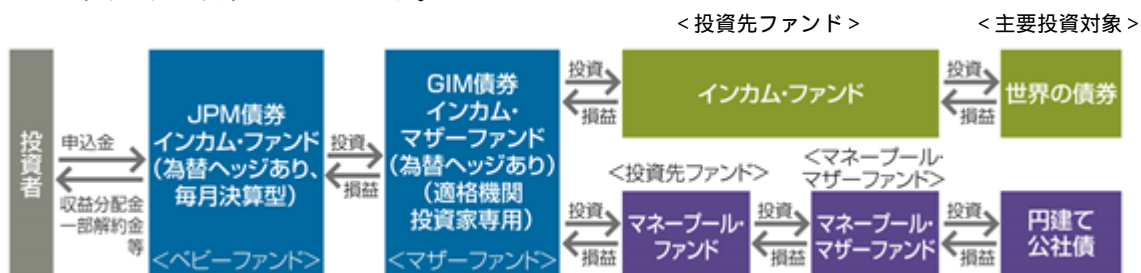 <投資先ファンド>
<主要投資対象>
投資者
申込金
収益分配金
一部解約金
等
JPM債券
インカム・ファンド
(為替ヘッジあり、
毎月決算型)
<ベビーファンド>
投資
損益
GIM債券
インカム・
マザーファンド
(為替ヘッジあり)
(適格機関
投資家専用)
<マザーファンド>
投資
損益
インカム・ファンド
投資
損益
世界の債券
投資
損益
<投資先ファンド>
マネープール・
ファンド
投資
損益
<マネープール・
マザーファンド>
マネープール・
マザーファンド
投資
損益
円建て
公社債